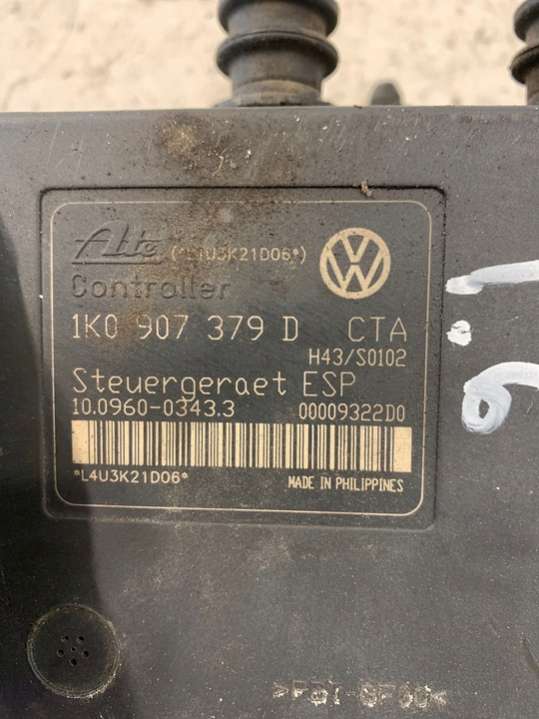 Ate (*L4U3K21D06*)
Controller
1K0 907 379 D CTA
H43/S0102
Steuergeraet ESP
10.0960-0343.3 00009322D0
*L4U3K21D06*
MADE IN PHILIPPINES